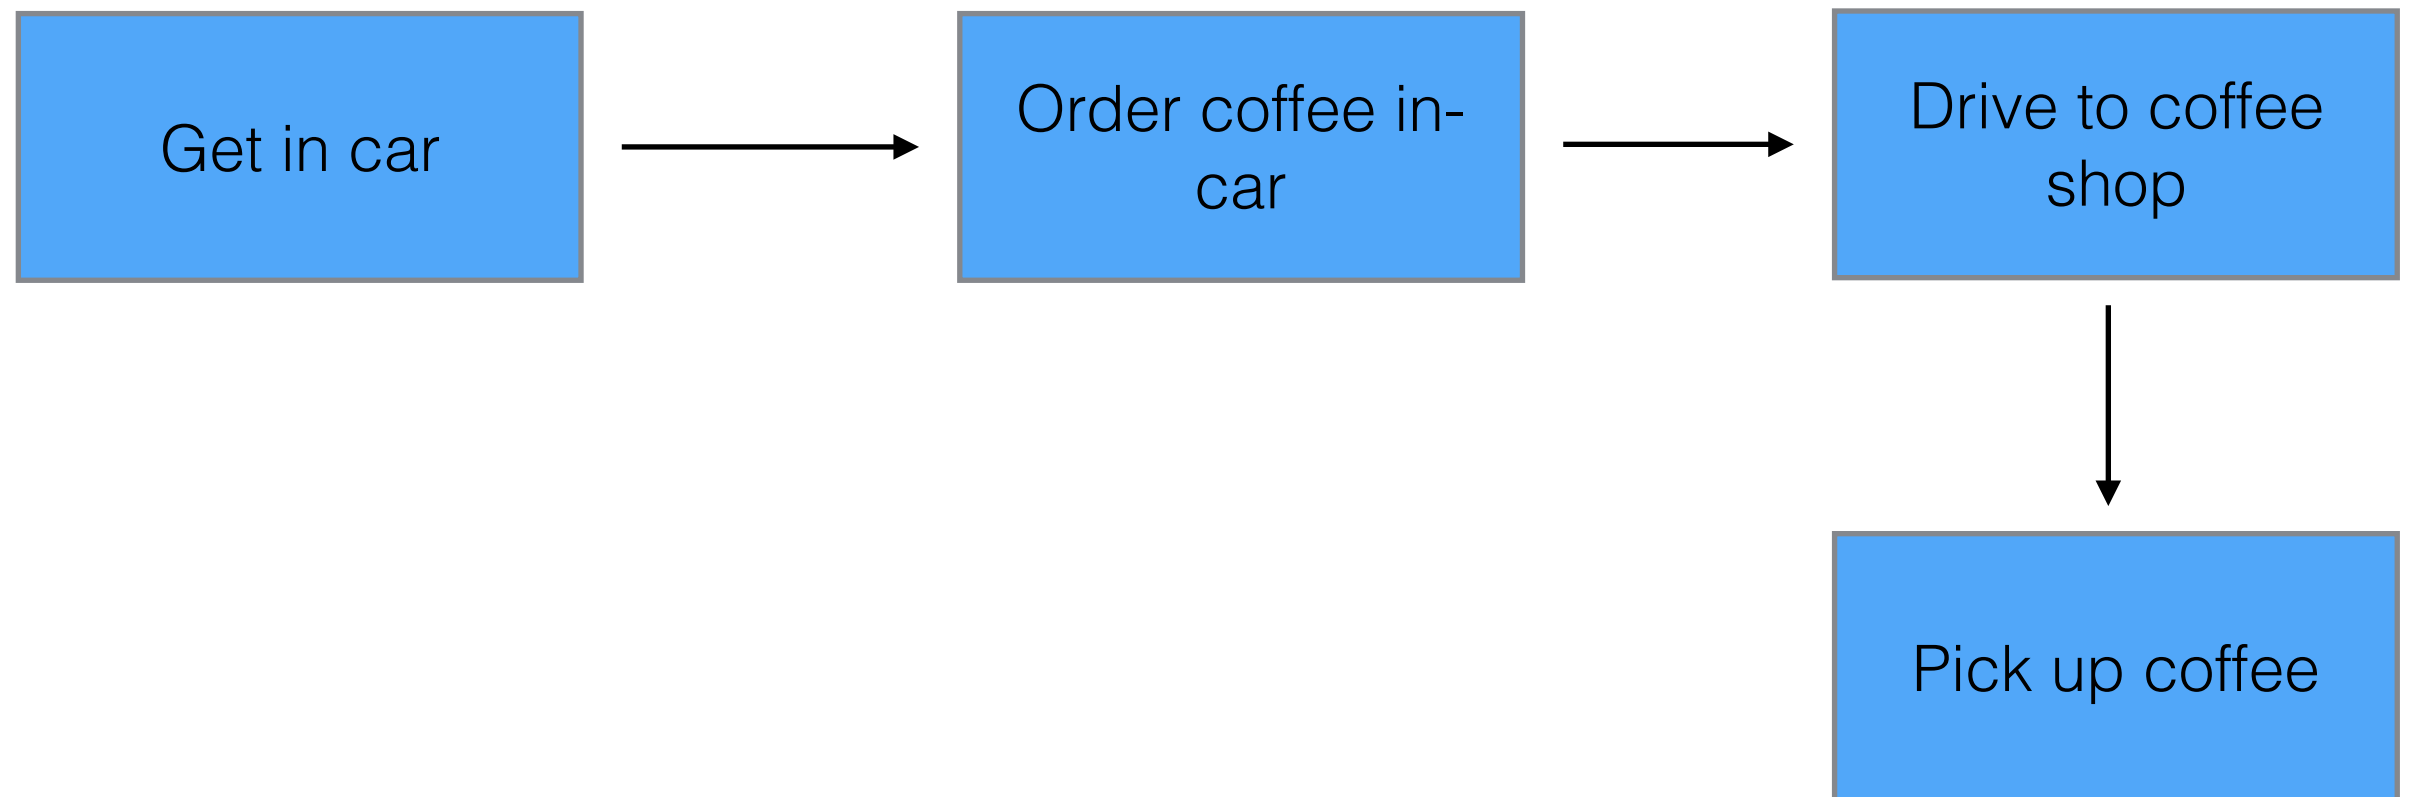 Get in car
Order coffee in-
car
Drive to coffee
shop
Pick up coffee